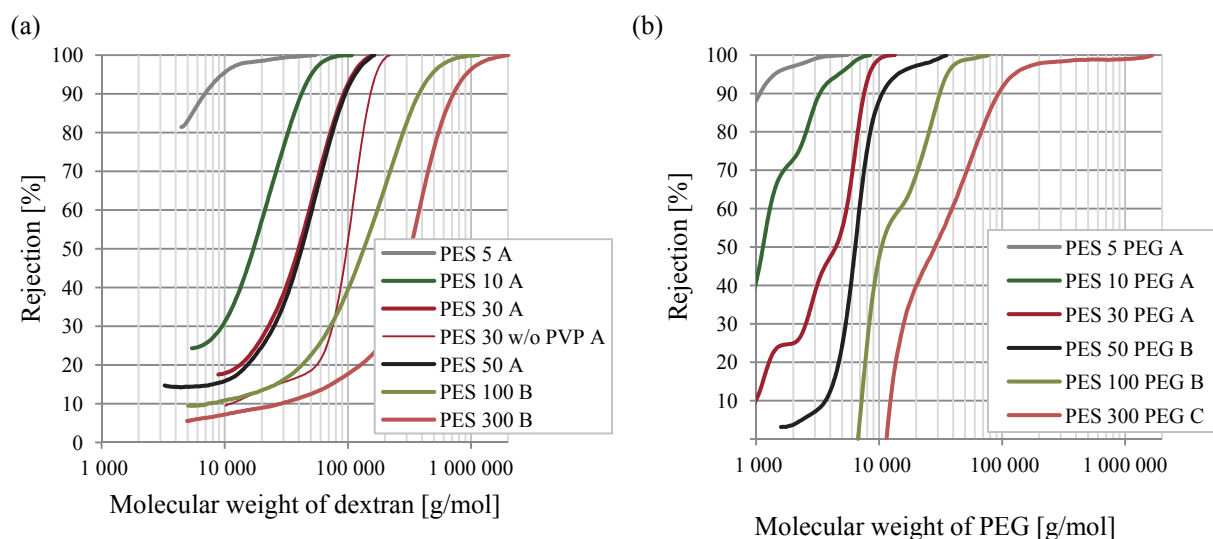 (a)
100
90
80
70
60
50
40
30
20
10
0
Rejection [%]
1 000
10 000
100 000
1 000 000
Molecular weight of dextran [g/mol]
PES 5 A
PES 10 A
PES 30 A
PES 30 w/o PVP A
PES 50 A
PES 100 B
PES 300 B
(b)
100
90
80
70
60
50
40
30
20
10
Rejection [%]
1 000
10 000
100 000
1 000 000
Molecular weight of PEG [g/mol]
PES 5 PEG A
PES 10 PEG A
PES 30 PEG A
PES 50 PEG B
PES 100 PEG B
PES 300 PEG C